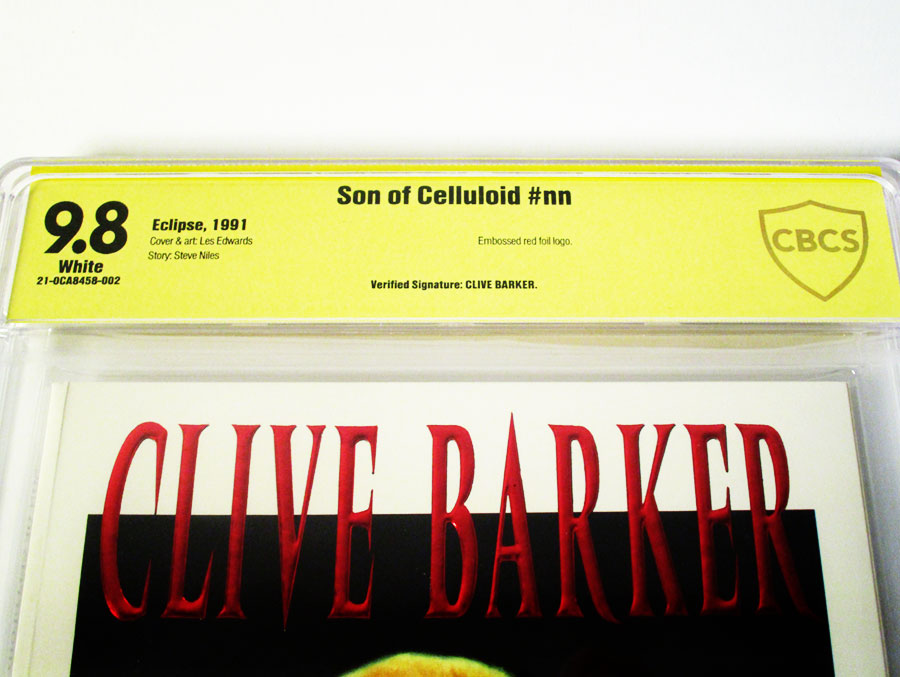 Son of Celluloid #nn
9.8
White
21-0CA8458-002
Eclipse, 1991
Cover & art: Les Edwards
Story: Steve Niles
Embossed red foil logo.
Verified Signature: CLIVE BARKER.
CBCS
CLIVE BARKER